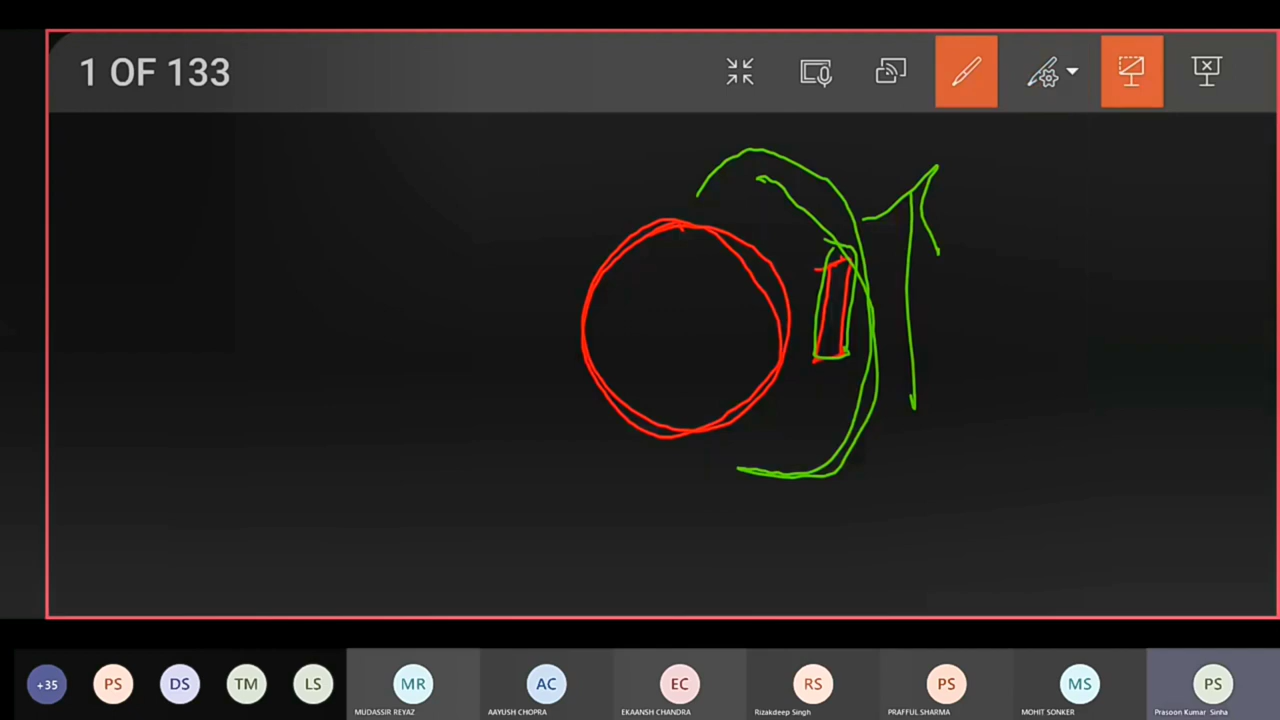 1 OF 133
+35
PS
DS
TM
LS
MR
AC
EC
RS
PS
MS
PS
MUDASSIR REYAZ
AAYUSH CHOPRA
EKAANSH CHANDRA
Rizakdeep Singh
PRAFFUL SHARMA
MOHIT SONKER
Prasoon Kumar Sinha